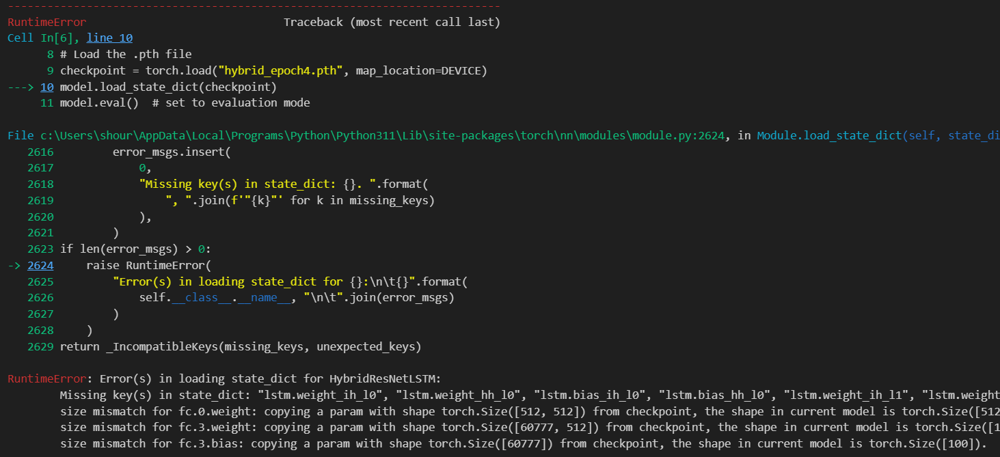 ---------------------------------------------------------------------------
RuntimeError                              Traceback (most recent call last)
Cell In[6], line 10
      8 # Load the .pth file
      9 checkpoint = torch.load("hybrid_epoch4.pth", map_location=DEVICE)
---> 10 model.load_state_dict(checkpoint)
     11 model.eval()  # set to evaluation mode
File c:\Users\shour\AppData\Local\Programs\Python\Python311\Lib\site-packages\torch\nn\modules\module.py:2624, in Module.load_state_dict(self, state_di
   2616         error_msgs.insert(
   2617             0,
   2618             "Missing key(s) in state_dict: {}. ".format(
   2619                 ", ".join(f'"{k}"' for k in missing_keys)
   2620             ),
   2621         )
   2623 if len(error_msgs) > 0:
-> 2624     raise RuntimeError(
   2625         "Error(s) in loading state_dict for {}:\n\t{}".format(
   2626             self.__class__.__name__, "\n\t".join(error_msgs)
   2627         )
   2628     )
   2629 return _IncompatibleKeys(missing_keys, unexpected_keys)
RuntimeError: Error(s) in loading state_dict for HybridResNetLSTM:
        Missing key(s) in state_dict: "lstm.weight_ih_l0", "lstm.weight_hh_l0", "lstm.bias_ih_l0", "lstm.bias_hh_l0", "lstm.weight_ih_l1", "lstm.weight
        size mismatch for fc.0.weight: copying a param with shape torch.Size([512, 512]) from checkpoint, the shape in current model is torch.Size([512
        size mismatch for fc.3.weight: copying a param with shape torch.Size([60777, 512]) from checkpoint, the shape in current model is torch.Size([1
        size mismatch for fc.3.bias: copying a param with shape torch.Size([60777]) from checkpoint, the shape in current model is torch.Size([100]).